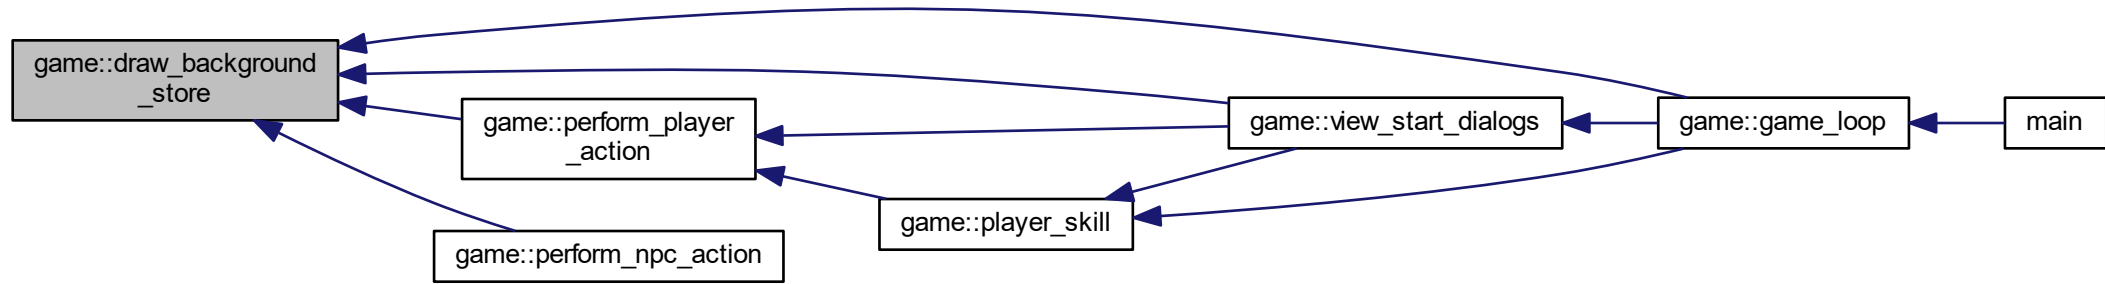 game::draw_background
_store
game::perform_player
_action
game::perform_npc_action
game::player_skill
game::view_start_dialogs
game::game_loop
main